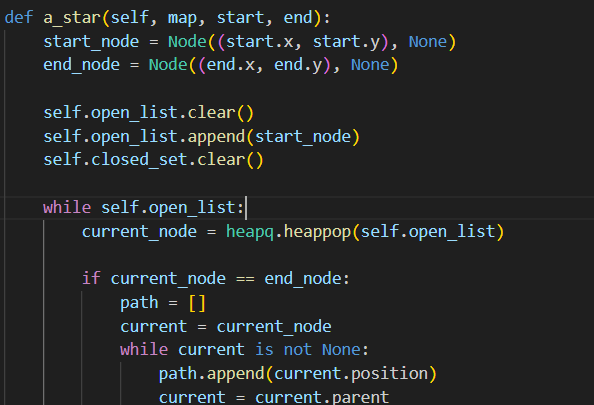 def a_star(self, map, start, end):
start_node = Node((start.x, start.y), None)
end_node = Node((end.x, end.y), None)
self.open_list.clear()
self.open_list.append(start_node)
self.closed_set.clear()
while self.open_list:
current_node = heapq.heappop(self.open_list)
if current_node == end_node:
path = []
current = current_node
while current is not None:
path.append(current.position)
current = current.parent